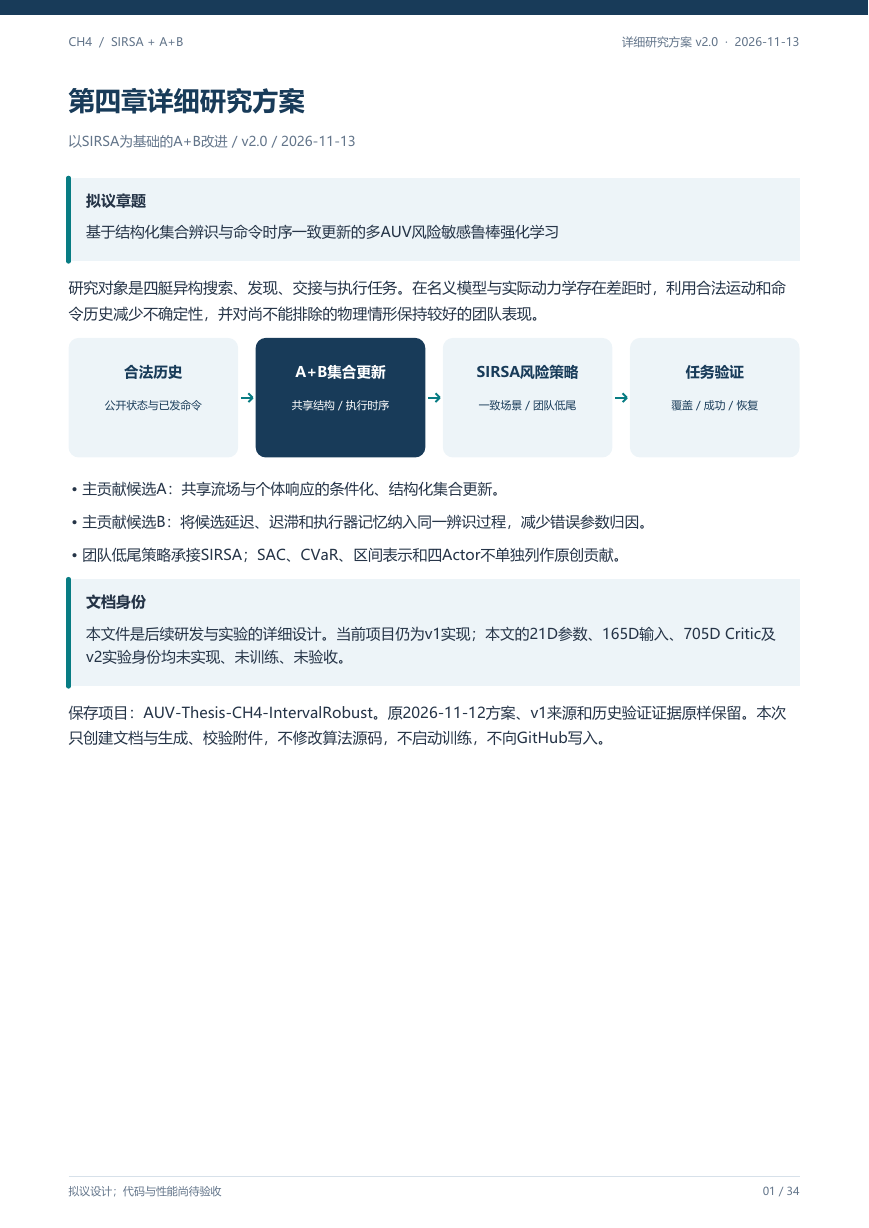 CH4 / SIRSA + A+B
详细研究方案 v2.0 · 2026-11-13
第四章详细研究方案
以SIRSA为基础的A+B改进 / v2.0 / 2026-11-13
拟议章题
基于结构化集合辨识与命令时序一致更新的多AUV风险敏感鲁棒强化学习
研究对象是四艇异构搜索、发现、交接与执行任务。在名义模型与实际动力学存在差距时，利用合法运动和命
令历史减少不确定性，并对尚不能排除的物理情形保持较好的团队表现。
合法历史
公开状态与已发命令
→
A+B集合更新
共享结构 / 执行时序
→
SIRSA风险策略
一致场景 / 团队低尾
→
任务验证
覆盖 / 成功 / 恢复
• 主贡献候选A：共享流场与个体响应的条件化、结构化集合更新。
• 主贡献候选B：将候选延迟、迟滞和执行器记忆纳入同一辨识过程，减少错误参数归因。
• 团队低尾策略承接SIRSA；SAC、CVaR、区间表示和四Actor不单独列作原创贡献。
文档身份
本文件是后续研发与实验的详细设计。当前项目仍为v1实现；本文的21D参数、165D输入、705D Critic及
v2实验身份均未实现、未训练、未验收。
保存项目：AUV-Thesis-CH4-IntervalRobust。原2026-11-12方案、v1来源和历史验证证据原样保留。本次
只创建文档与生成、校验附件，不修改算法源码，不启动训练，不向GitHub写入。
拟议设计；代码与性能尚待验收
01 / 34